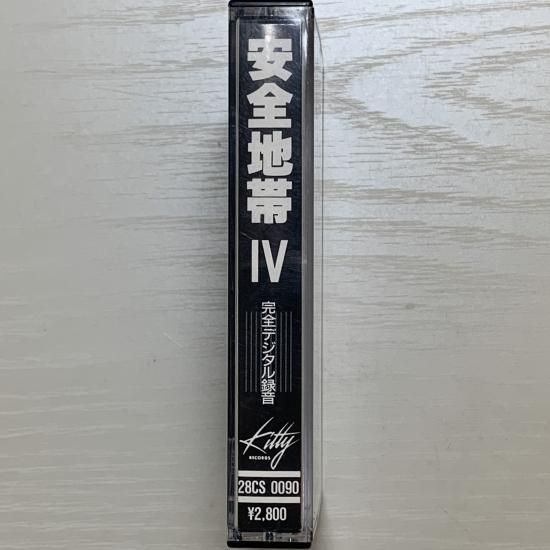 安全地帯
IV
完全デジタル録音
Kitty
RECORDS
28CS 0090
¥2,800